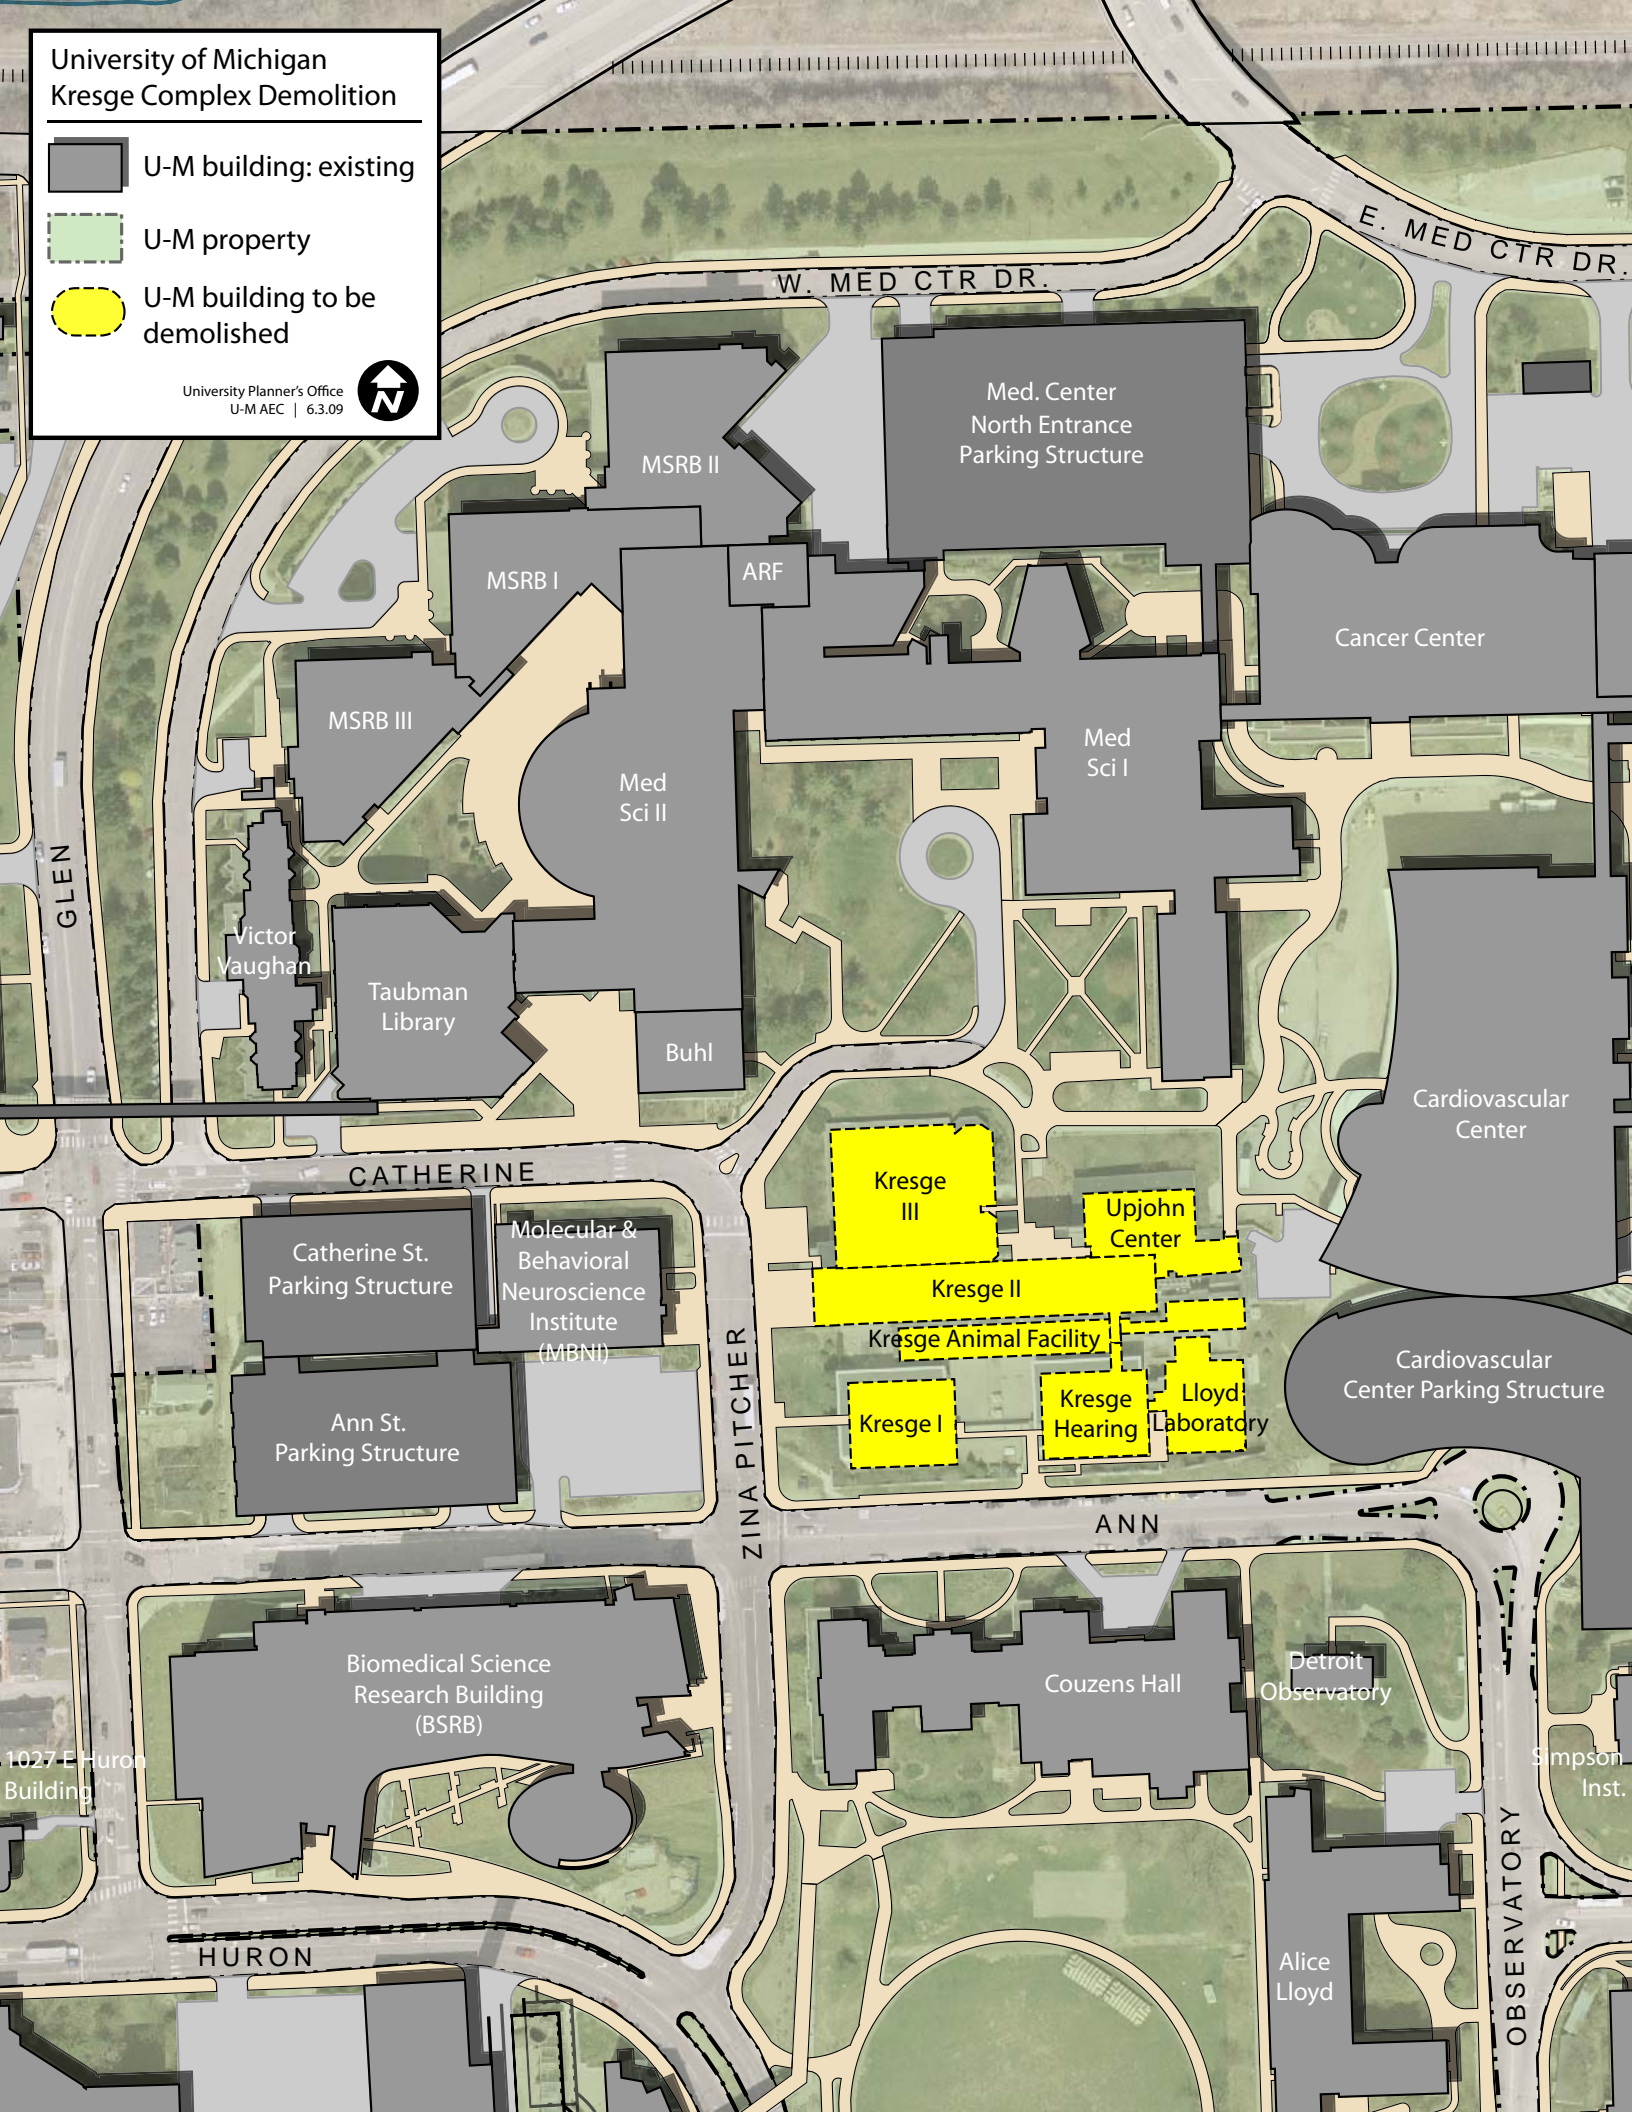 University of Michigan
Kresge Complex Demolition
U-M building: existing
U-M property
U-M building to be
demolished
University Planner's Office
U-M AEC | 6.3.09
N
E. MED CTR DR.
W. MED CTR DR.
Med. Center
North Entrance
Parking Structure
MSRB II
ARF
MSRB I
Cancer Center
MSRB III
Med
Sci I
Med
Sci II
GLEN
Victor
Vaughan
Taubman
Library
Buhl
Cardiovascular
Center
CATHERINE
Kresge
III
Upjohn
Center
Molecular &
Behavioral
Neuroscience
Institute
(MBNI)
Catherine St.
Parking Structure
Kresge II
Kresge Animal Facility
Cardiovascular
Center Parking Structure
Kresge I
Kresge
Hearing
Lloyd
Laboratory
Ann St.
Parking Structure
ZINA PITCHER
ANN
Biomedical Science
Research Building
(BSRB)
Couzens Hall
Detroit
Observatory
1027 E Huron
Building
Simpson
Inst.
OBSERVATORY
HURON
Alice
Lloyd